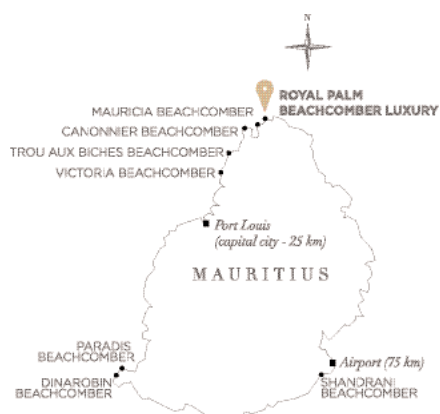 N
ROYAL PALM
BEACHCOMBER LUXURY
MAURICIA BEACHCOMBER
CANONNIER BEACHCOMBER
TROU AUX BICHES BEACHCOMBER
VICTORIA BEACHCOMBER
Port Louis
(capital city - 25 km)
MAURITIUS
PARADIS
BEACHCOMBER
DINAROBIN
BEACHCOMBER
Airport (75 km)
SHANDRANI
BEACHCOMBER